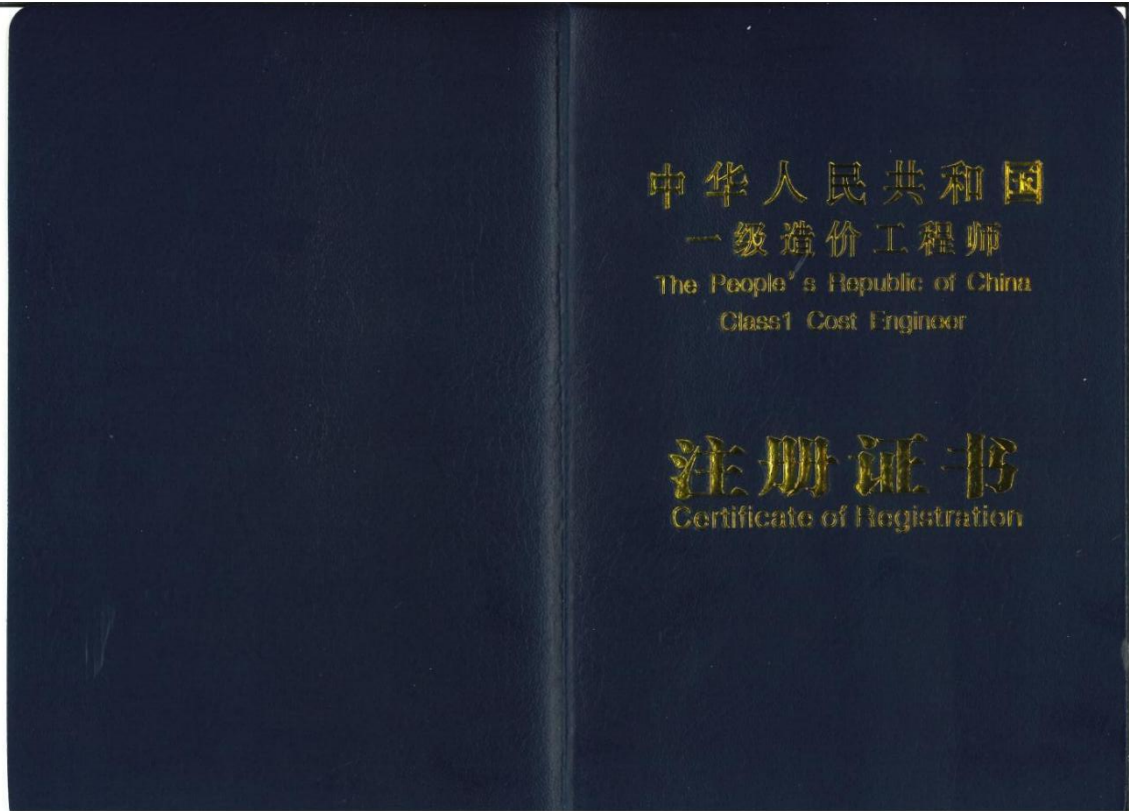 中华人民共和国
一级造价工程师
The People's Republic of China
Class1 Cost Engineer
注册证书
Certificate of Registration